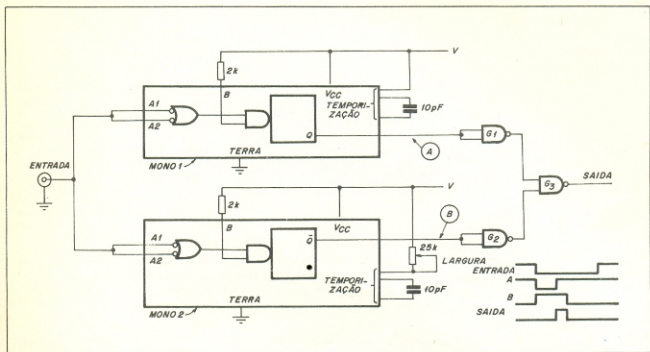 V
2k
A1
A2
B
VCC
TEMPORI-
ZAÇÃO
10pF
Q
TERRA
MONO 1
A
G1
ENTRADA
G3
SAIDA
V
2k
A1
A2
B
VCC
Q̄
B
G2
25k
LARGURA
TEMPORI-
ZAÇÃO
10pF
TERRA
MONO 2
ENTRADA
A
B
SAIDA